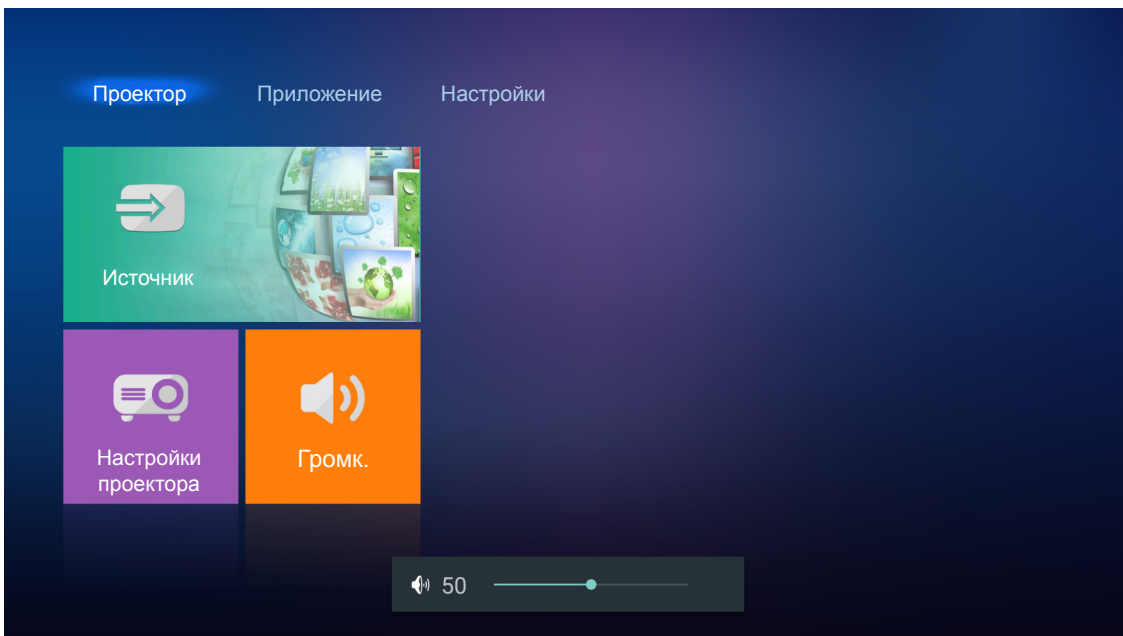 Проектор Приложение Настройки
Источник
Настройки
проектора
Громк.
50